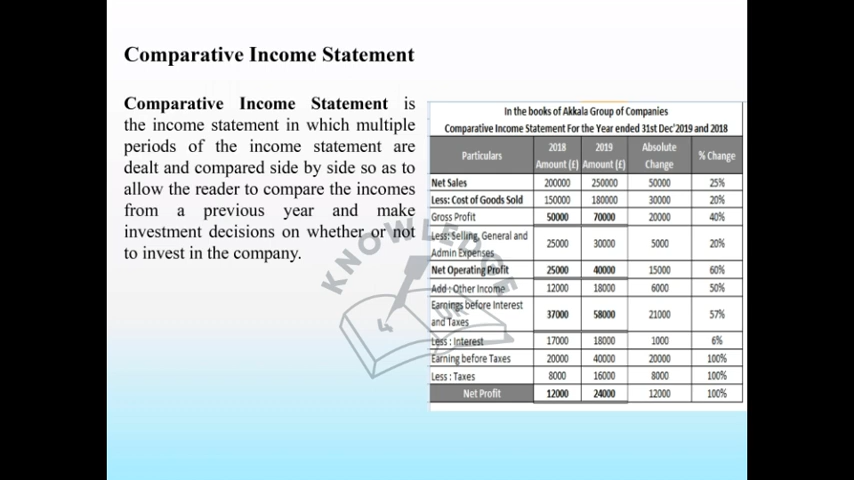 Comparative Income Statement
Comparative Income Statement is
the income statement in which multiple
periods of the income statement are
dealt and compared side by side so as to
allow the reader to compare the incomes
from a previous year and make
investment decisions on whether or not
to invest in the company.
In the books of Akkala Group of Companies
Comparative Income Statement For the Year ended 31st Dec'2019 and 2018
Particulars 2018 Amount (£) 2019 Amount (£) Absolute Change % Change
Net Sales 200000 250000 50000 25%
Less: Cost of Goods Sold 150000 180000 30000 20%
Gross Profit 50000 70000 20000 40%
Less: Selling, General and
Admin Expenses 25000 30000 5000 20%
Net Operating Profit 25000 40000 15000 60%
Add : Other Income 12000 18000 6000 50%
Earnings before Interest
and Taxes 37000 58000 21000 57%
Less : Interest 17000 18000 1000 6%
Earning before Taxes 20000 40000 20000 100%
Less : Taxes 8000 16000 8000 100%
Net Profit 12000 24000 12000 100%
KNOWLEDGE
4 UR